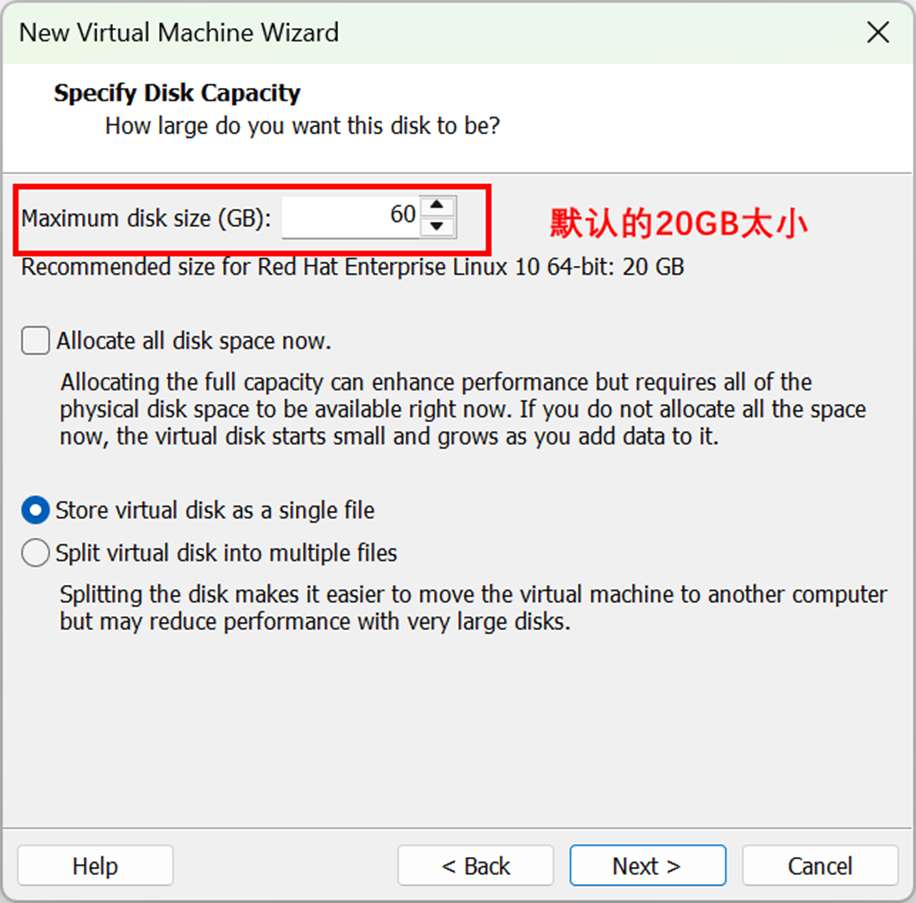 New Virtual Machine Wizard
Specify Disk Capacity
How large do you want this disk to be?
Maximum disk size (GB): 60
默认的20GB太小
Recommended size for Red Hat Enterprise Linux 10 64-bit: 20 GB
Allocate all disk space now.
Allocating the full capacity can enhance performance but requires all of the
physical disk space to be available right now. If you do not allocate all the space
now, the virtual disk starts small and grows as you add data to it.
Store virtual disk as a single file
Split virtual disk into multiple files
Splitting the disk makes it easier to move the virtual machine to another computer
but may reduce performance with very large disks.
Help
< Back
Next >
Cancel